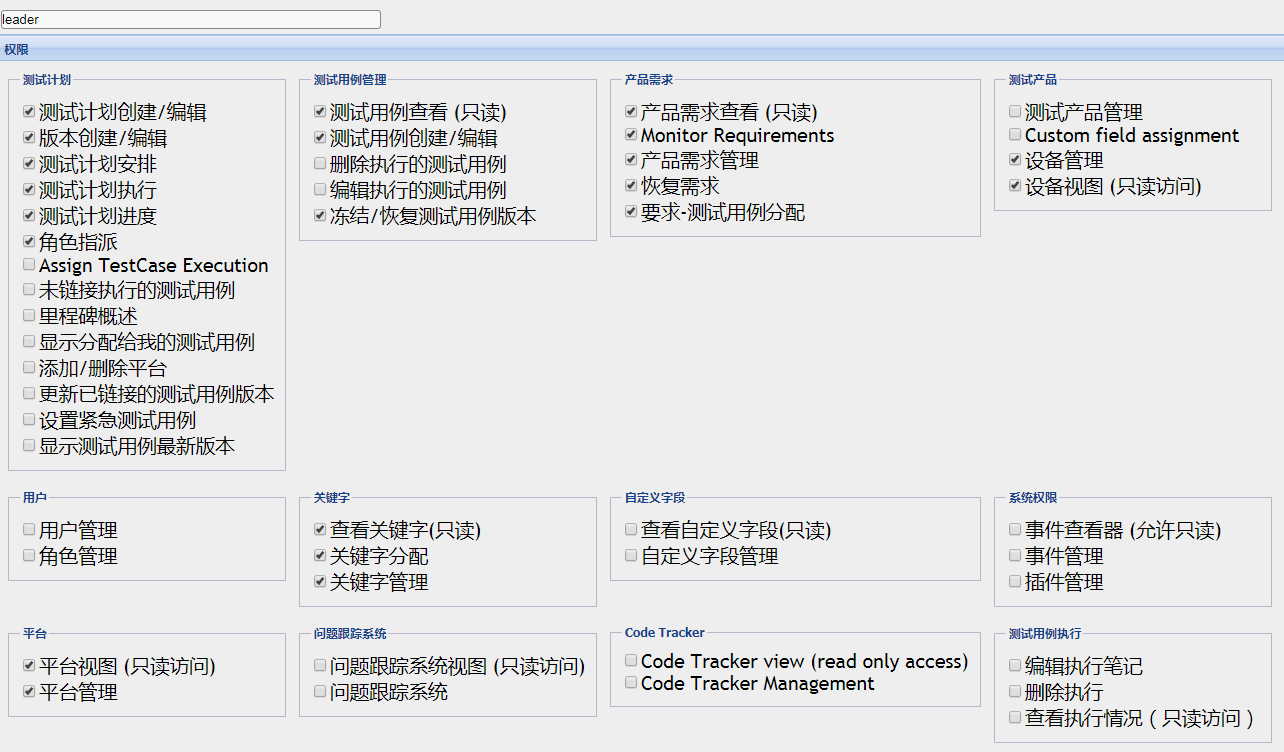 leader
权限
测试计划
测试计划创建/编辑
版本创建/编辑
测试计划安排
测试计划执行
测试计划进度
角色指派
Assign TestCase Execution
未链接执行的测试用例
里程碑概述
显示分配给我的测试用例
添加/删除平台
更新已链接的测试用例版本
设置紧急测试用例
显示测试用例最新版本
测试用例管理
测试用例查看 (只读)
测试用例创建/编辑
删除执行的测试用例
编辑执行的测试用例
冻结/恢复测试用例版本
产品需求
产品需求查看 (只读)
Monitor Requirements
产品需求管理
恢复需求
要求-测试用例分配
测试产品
测试产品管理
Custom field assignment
设备管理
设备视图 (只读访问)
用户
用户管理
角色管理
关键字
查看关键字(只读)
关键字分配
关键字管理
自定义字段
查看自定义字段(只读)
自定义字段管理
系统权限
事件查看器 (允许只读)
事件管理
插件管理
平台
平台视图 (只读访问)
平台管理
问题跟踪系统
问题跟踪系统视图 (只读访问)
问题跟踪系统
Code Tracker
Code Tracker view (read only access)
Code Tracker Management
测试用例执行
编辑执行笔记
删除执行
查看执行情况（只读访问）